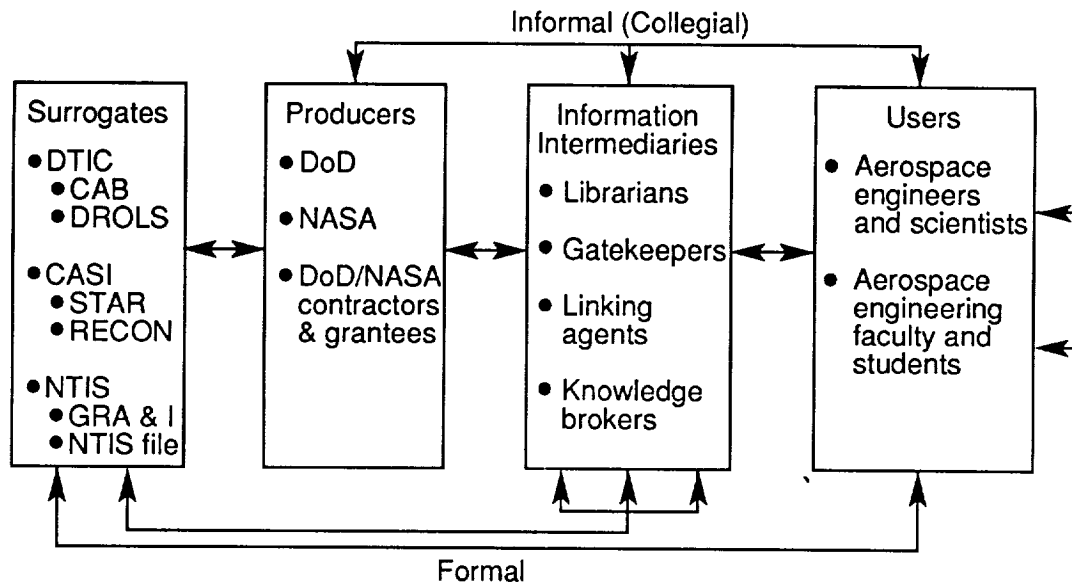 Informal (Collegial)
Surrogates
● DTIC
● CAB
● DROLS
● CASI
● STAR
● RECON
● NTIS
● GRA & I
● NTIS file
Producers
● DoD
● NASA
● DoD/NASA
contractors
& grantees
Information
Intermediaries
● Librarians
● Gatekeepers
● Linking
agents
● Knowledge
brokers
Users
● Aerospace
engineers
and scientists
● Aerospace
engineering
faculty and
students
Formal